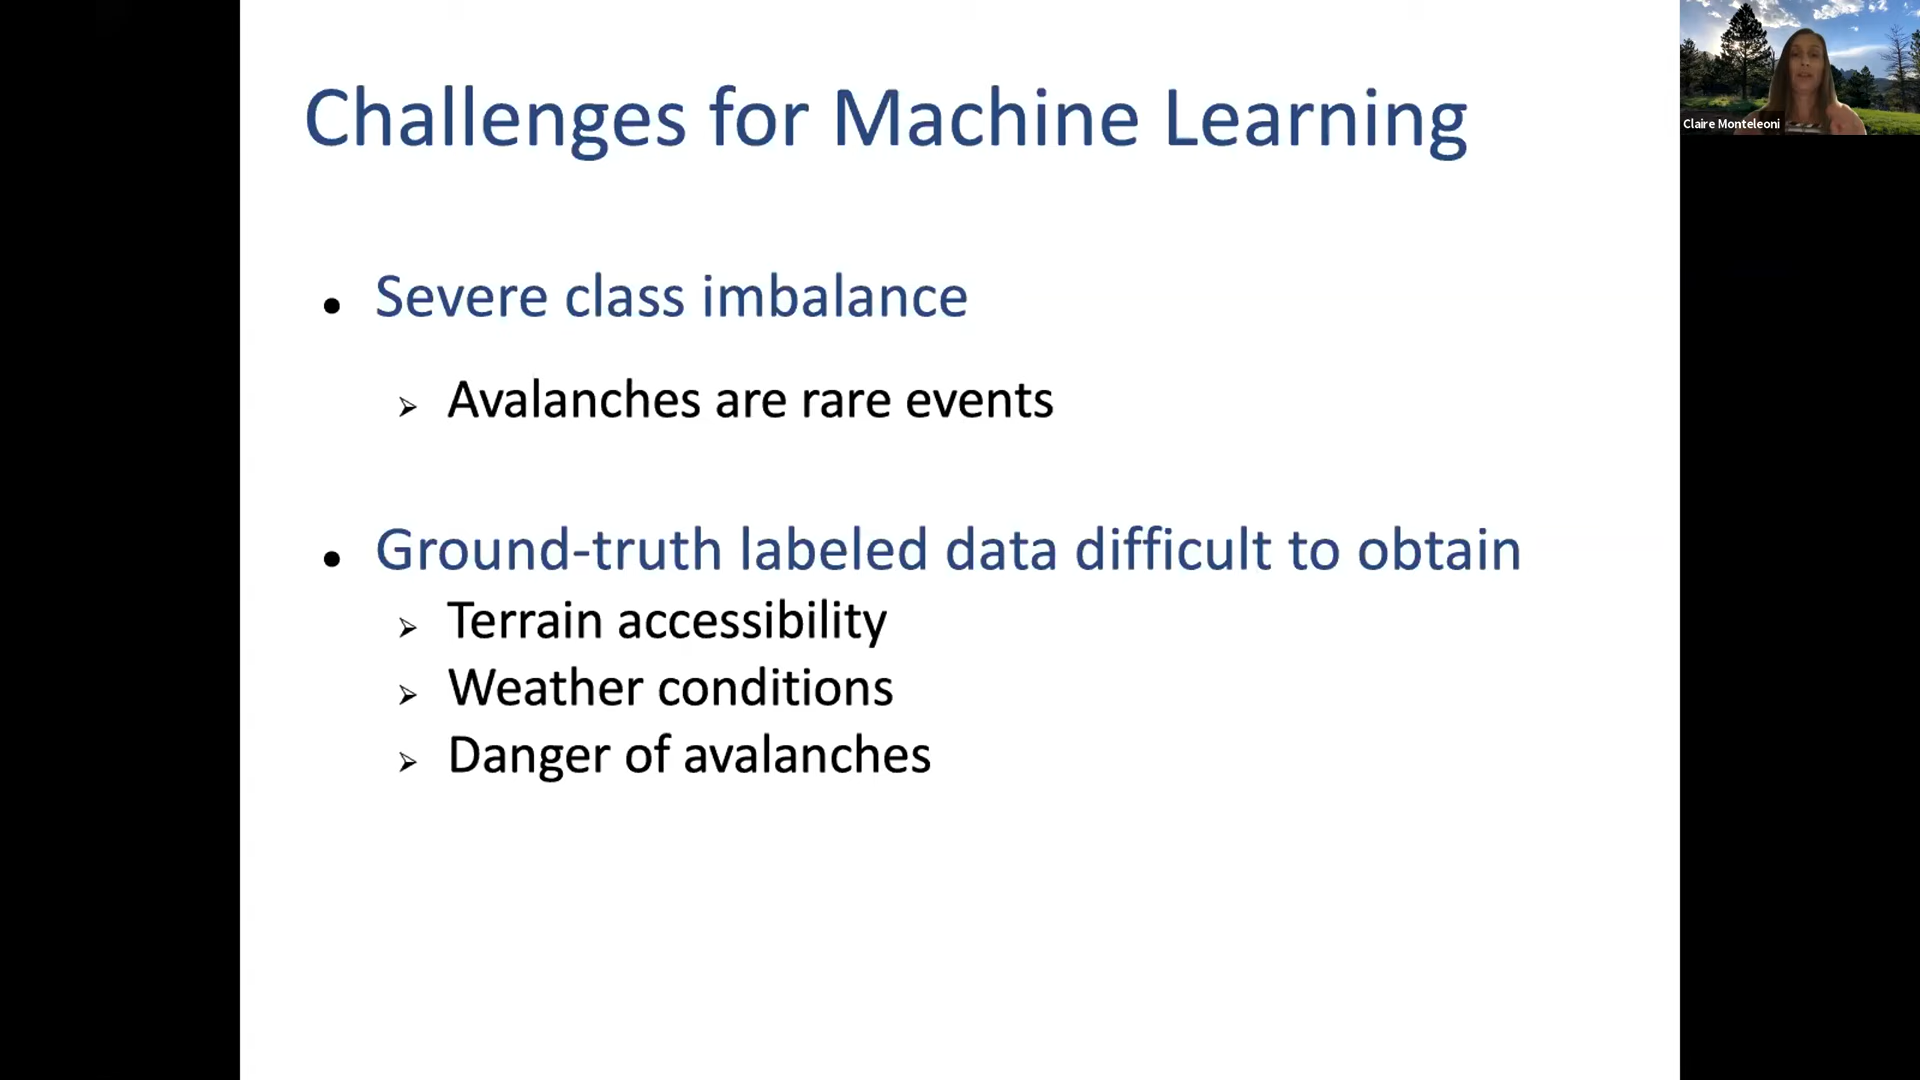 Challenges for Machine Learning
Claire Monteleoni
• Severe class imbalance
➢ Avalanches are rare events
• Ground-truth labeled data difficult to obtain
➢ Terrain accessibility
➢ Weather conditions
➢ Danger of avalanches